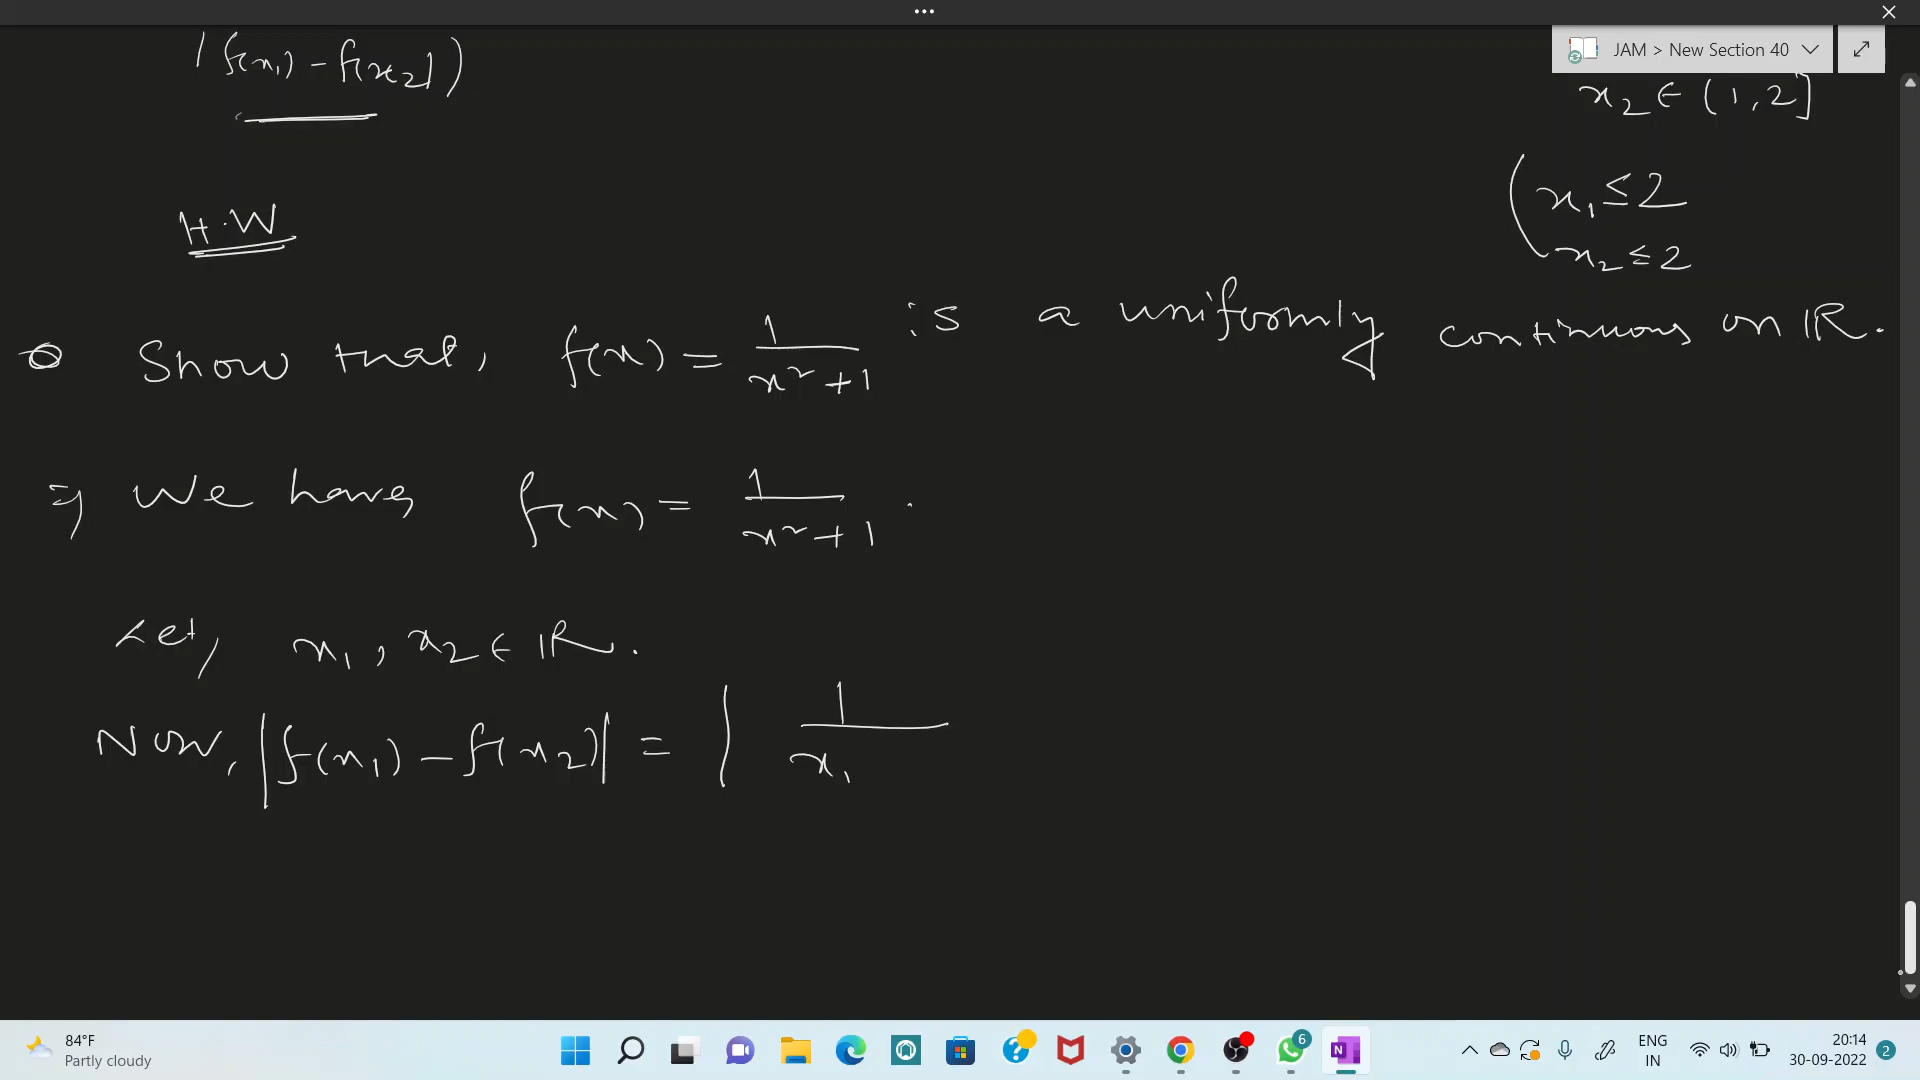 JAM > New Section 40
|f(x₁) – f(x₂)|
x₂ ∈ (1,2]
H.W
x₁ ≤ 2
x₂ ≤ 2
Show that, f(x) = 1/(x²+1) is a uniformly continuous on ℝ.
⇒ We have, f(x) = 1/(x²+1).
Let, x₁, x₂ ∈ ℝ.
Now, |f(x₁) – f(x₂)| = | 1/x₁
84°F
Partly cloudy
6
ENG
IN
20:14
30-09-2022
2